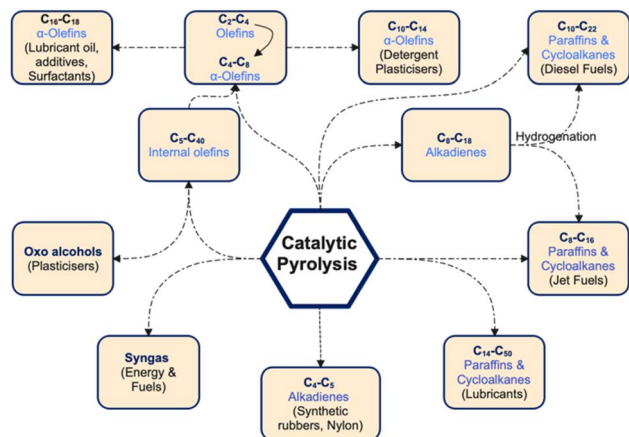 C₁₆-C₁₈
α-Olefins
(Lubricant oil,
additives,
Surfactants)
C₂-C₄
Olefins
C₄-C₈
α-Olefins
C₁₀-C₁₄
α-Olefins
(Detergent
Plasticisers)
C₁₀-C₂₂
Paraffins &
Cycloalkanes
(Diesel Fuels)
C₅-C₄₀
Internal olefins
C₈-C₁₈
Alkadienes
Hydrogenation
Oxo alcohols
(Plasticisers)
Catalytic
Pyrolysis
C₈-C₁₆
Paraffins &
Cycloalkanes
(Jet Fuels)
Syngas
(Energy &
Fuels)
C₄-C₅
Alkadienes
(Synthetic
rubbers, Nylon)
C₁₄-C₅₀
Paraffins &
Cycloalkanes
(Lubricants)